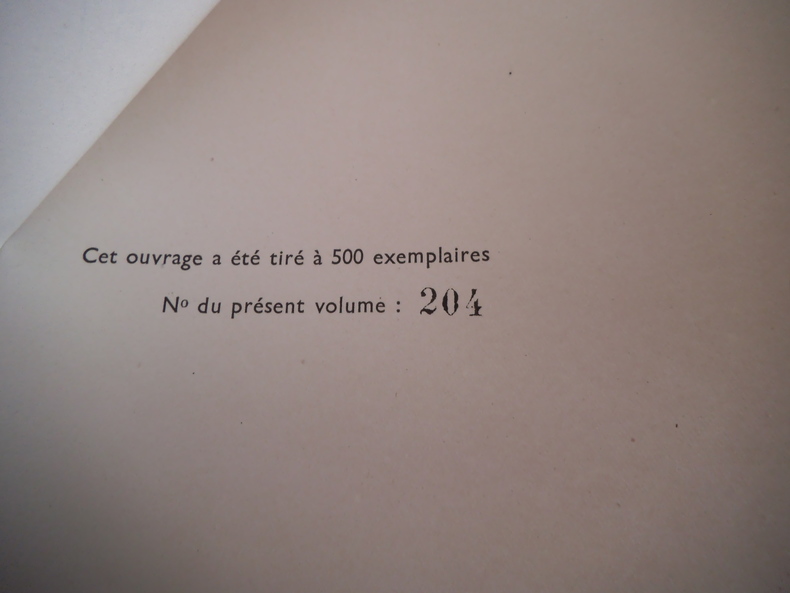 Cet ouvrage a été tiré à 500 exemplaires
Nº du présent volume : 204